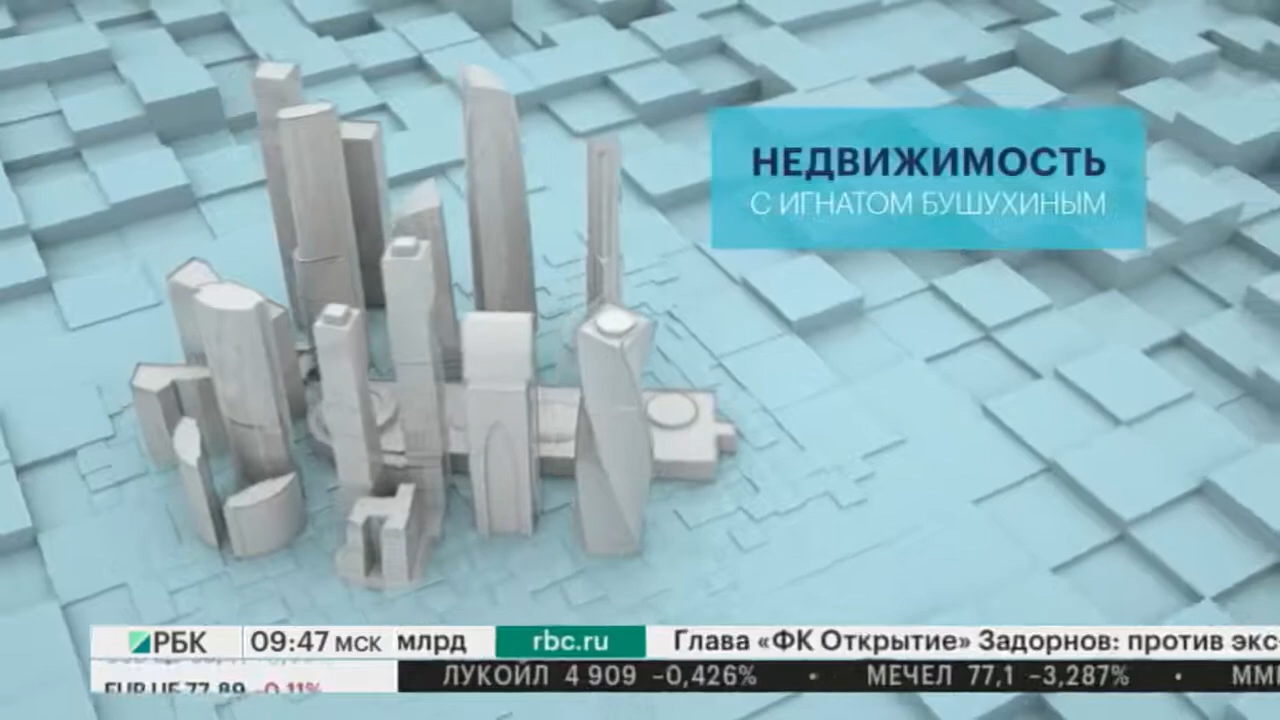 НЕДВИЖИМОСТЬ
С ИГНАТОМ БУШУХИНЫМ
РБК 09:47 МСК млрд rbc.ru Глава «ФК Открытие» Задорнов: против экс
EUR ЦБ 77,89 -0,11% ЛУКОЙЛ 4 909 -0,426% • МЕЧЕЛ 77,1 -3,287% •